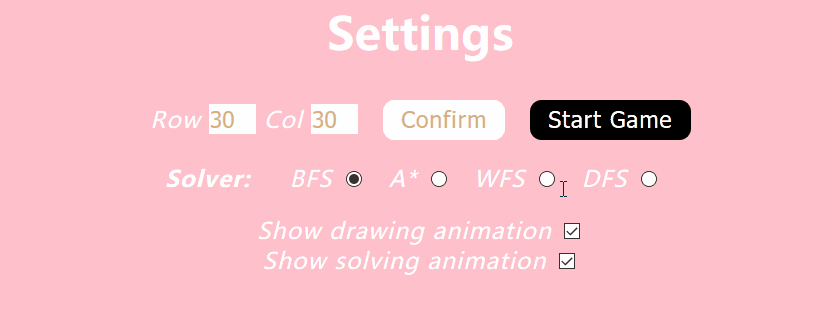 Settings
Row 30 Col 30 Confirm Start Game
Solver: BFS A* WFS DFS
Show drawing animation
Show solving animation